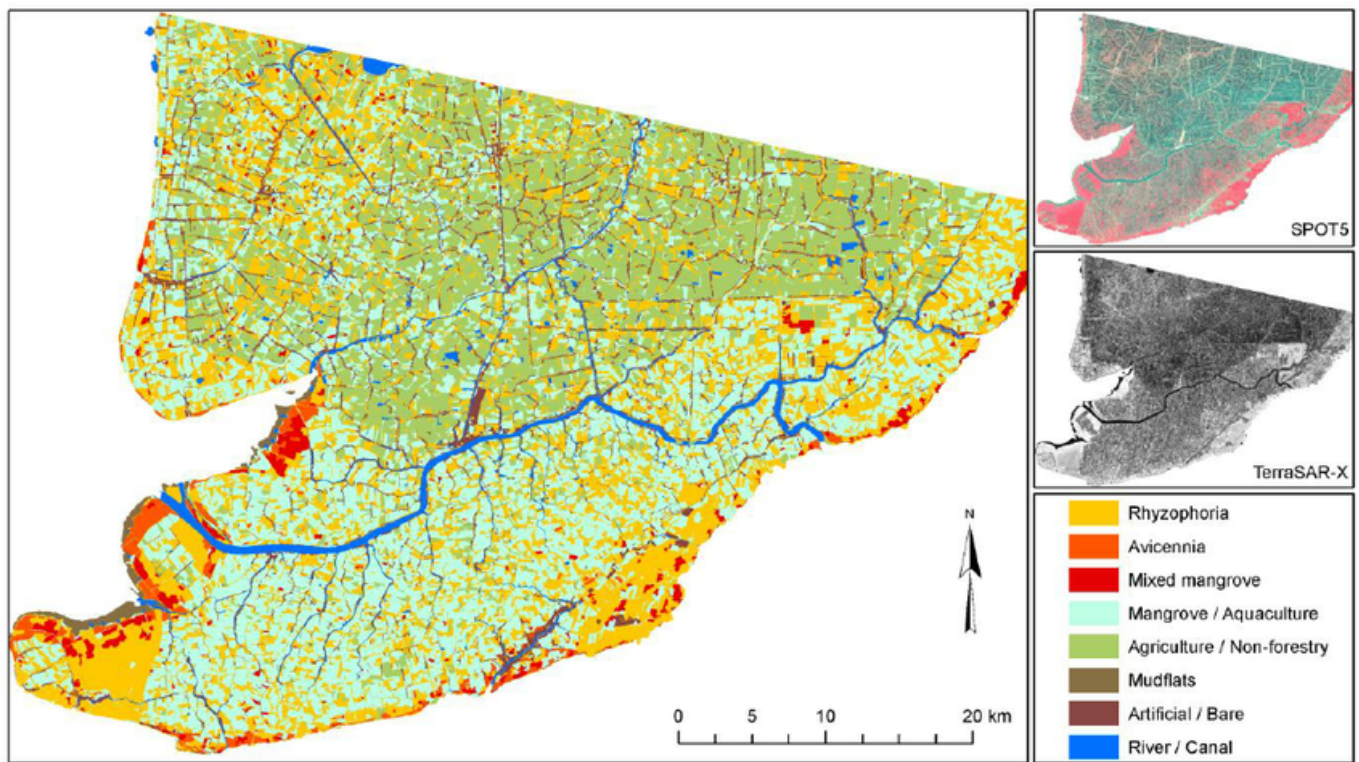 SPOT5
TerraSAR-X
N
0 5 10 20 km
Rhyzophoria
Avicennia
Mixed mangrove
Mangrove / Aquaculture
Agriculture / Non-forestry
Mudflats
Artificial / Bare
River / Canal